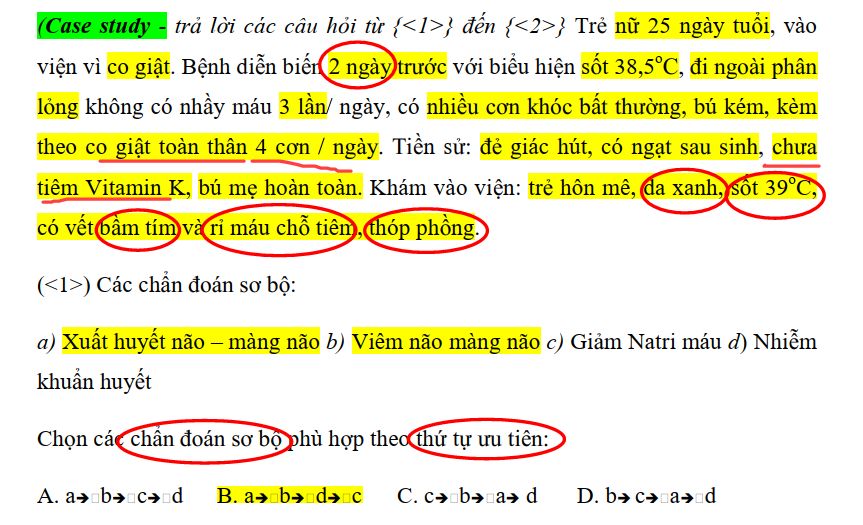 (Case study - trả lời các câu hỏi từ {<1>} đến {<2>} Trẻ nữ 25 ngày tuổi, vào
viện vì co giật. Bệnh diễn biến 2 ngày trước với biểu hiện sốt 38,5°C, đi ngoài phân
lỏng không có nhầy máu 3 lần/ ngày, có nhiều cơn khóc bất thường, bú kém, kèm
theo co giật toàn thân 4 cơn / ngày. Tiền sử: đẻ giác hút, có ngạt sau sinh, chưa
tiêm Vitamin K, bú mẹ hoàn toàn. Khám vào viện: trẻ hôn mê, da xanh, sốt 39°C,
có vết bầm tím và rỉ máu chỗ tiêm, thóp phồng.
(<1>) Các chẩn đoán sơ bộ:
a) Xuất huyết não – màng não b) Viêm não màng não c) Giảm Natri máu d) Nhiễm
khuẩn huyết
Chọn các chẩn đoán sơ bộ phù hợp theo thứ tự ưu tiên:
A. a➔□b➔□c➔□d B. a➔□b➔□d➔□c C. c➔□b➔□a➔ d D. b➔ c➔□a➔□d